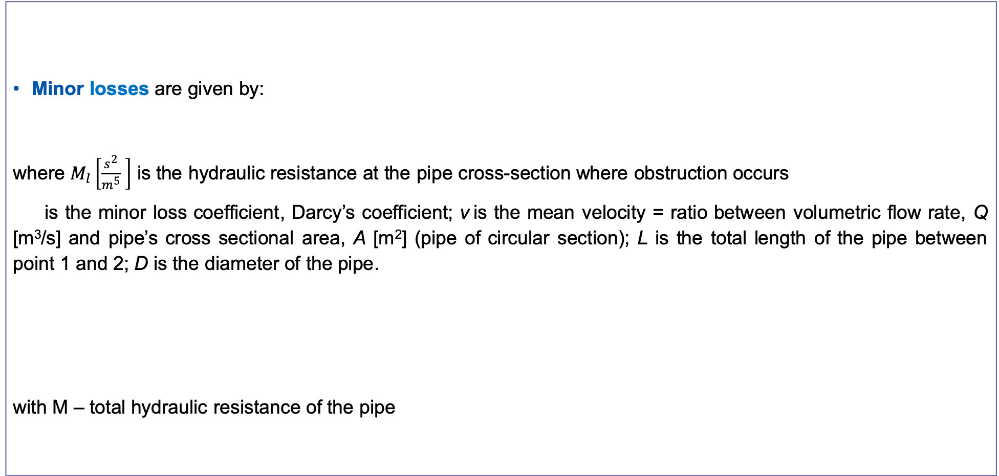 • Minor losses are given by:
where M_l [s^2/m^5] is the hydraulic resistance at the pipe cross-section where obstruction occurs
is the minor loss coefficient, Darcy’s coefficient; v is the mean velocity = ratio between volumetric flow rate, Q
[m³/s] and pipe’s cross sectional area, A [m²] (pipe of circular section); L is the total length of the pipe between
point 1 and 2; D is the diameter of the pipe.
with M – total hydraulic resistance of the pipe